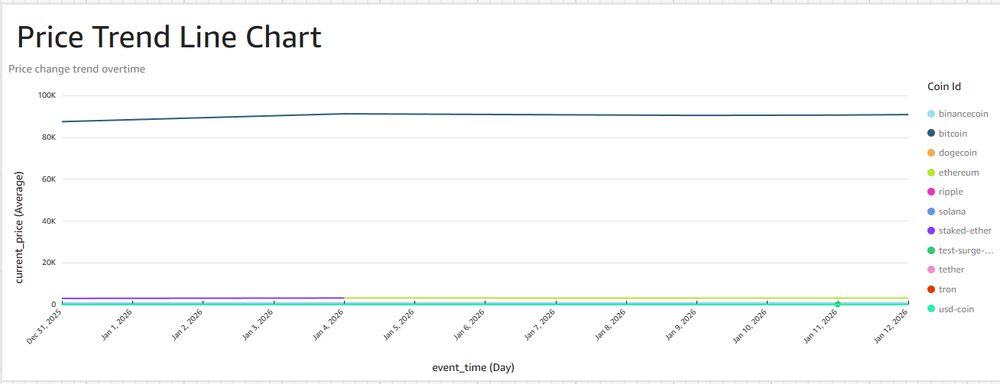 Price Trend Line Chart
Price change trend overtime
Coin Id
100K
80K
60K
40K
20K
0
current_price (Average)
Dec 31, 2025
Jan 1, 2026
Jan 2, 2026
Jan 3, 2026
Jan 4, 2026
Jan 5, 2026
Jan 6, 2026
Jan 7, 2026
Jan 8, 2026
Jan 9, 2026
Jan 10, 2026
Jan 11, 2026
Jan 12, 2026
event_time (Day)
binancecoin
bitcoin
dogecoin
ethereum
ripple
solana
staked-ether
test-surge-...
tether
tron
usd-coin